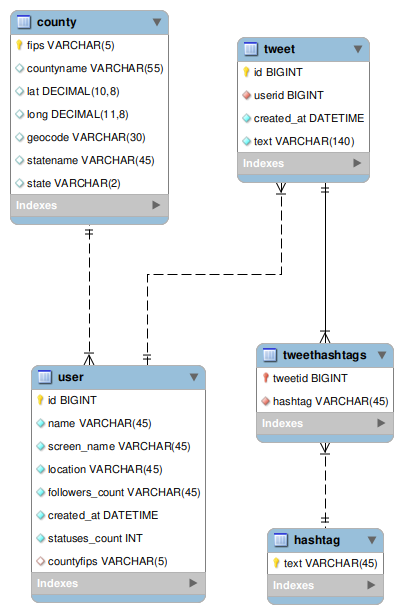 county
fips VARCHAR(5)
countyname VARCHAR(55)
lat DECIMAL(10,8)
long DECIMAL(11,8)
geocode VARCHAR(30)
statename VARCHAR(45)
state VARCHAR(2)
Indexes
tweet
id BIGINT
userid BIGINT
created_at DATETIME
text VARCHAR(140)
Indexes
user
id BIGINT
name VARCHAR(45)
screen_name VARCHAR(45)
location VARCHAR(45)
followers_count VARCHAR(45)
created_at DATETIME
statuses_count INT
countyfips VARCHAR(5)
Indexes
tweethashtags
tweetid BIGINT
hashtag VARCHAR(45)
Indexes
hashtag
text VARCHAR(45)
Indexes